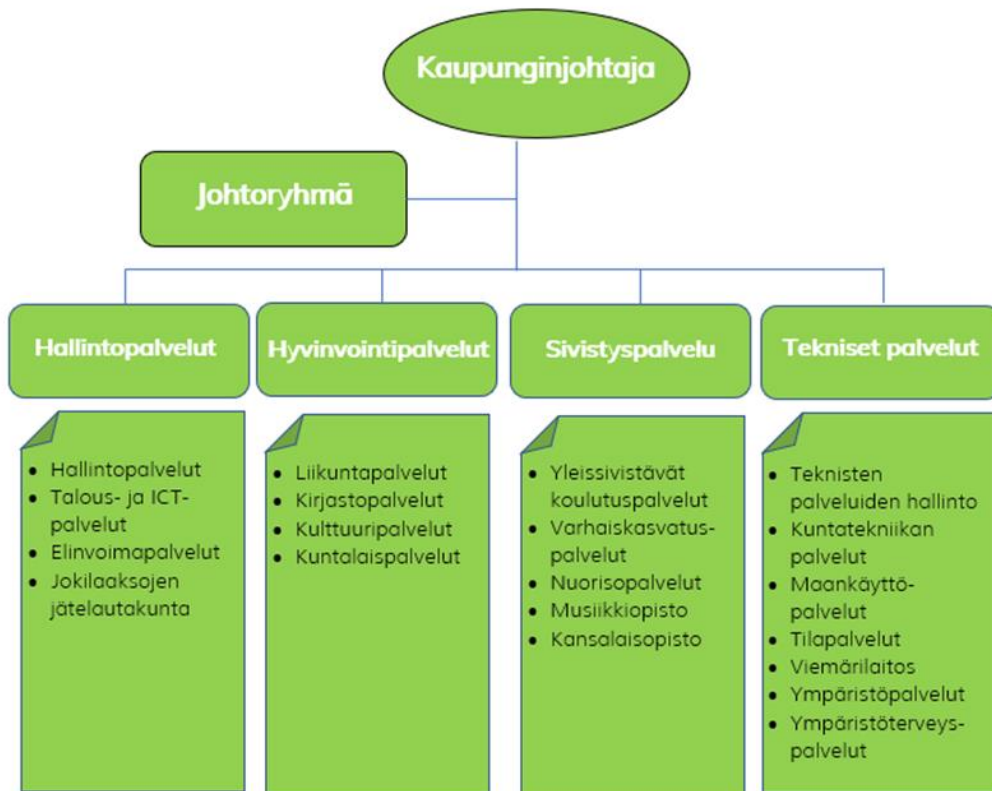 Kaupunginjohtaja
Johtoryhmä
Hallintopalvelut
Hyvinvointipalvelut
Sivistyspalvelu
Tekniset palvelut
• Hallintopalvelut
• Talous- ja ICT-
palvelut
• Elinvoimapalvelut
• Jokilaaksojen
jätelautakunta
• Liikuntapalvelut
• Kirjastopalvelut
• Kulttuuripalvelut
• Kuntalaispalvelut
• Yleissivistävät
koulutuspalvelut
• Varhaiskasvatus-
palvelut
• Nuorisopalvelut
• Musiikkiopisto
• Kansalaisopisto
• Teknisten
palveluiden hallinto
• Kuntatekniikan
palvelut
• Maankäyttö-
palvelut
• Tilapalvelut
• Viemärilaitos
• Ympäristöpalvelut
• Ympäristöterveys-
palvelut